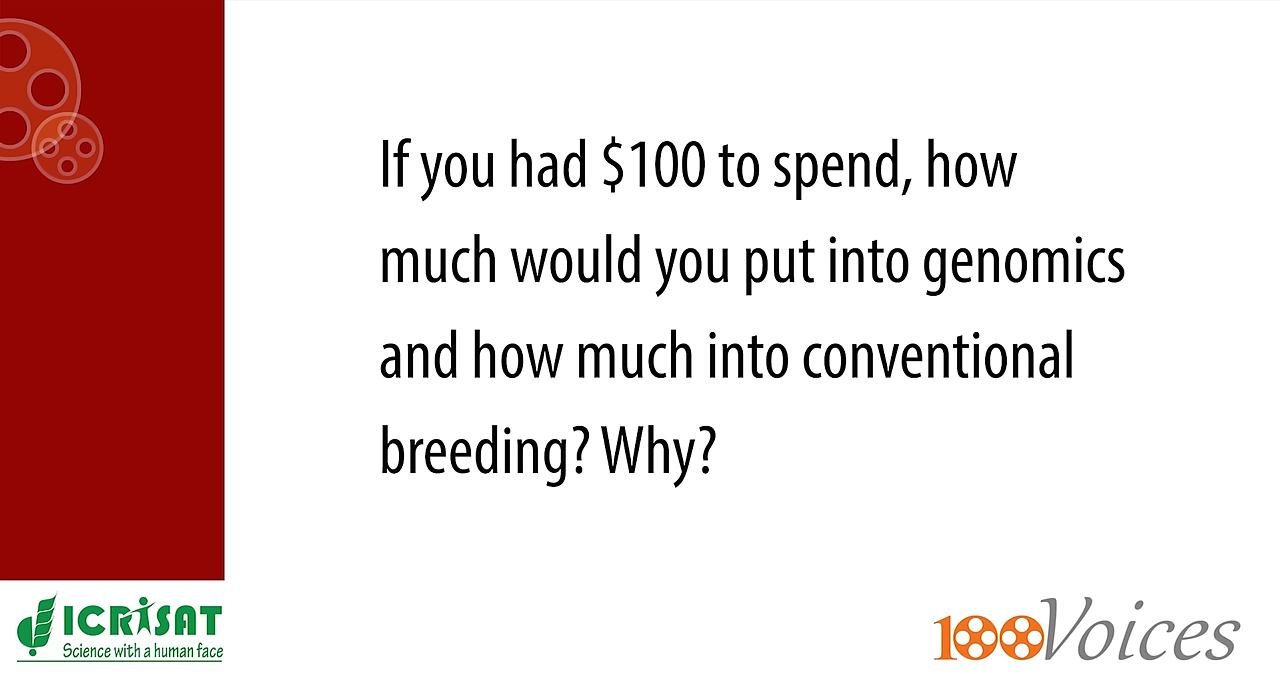 If you had $100 to spend, how
much would you put into genomics
and how much into conventional
breeding? Why?
ICRISAT
Science with a human face
100Voices